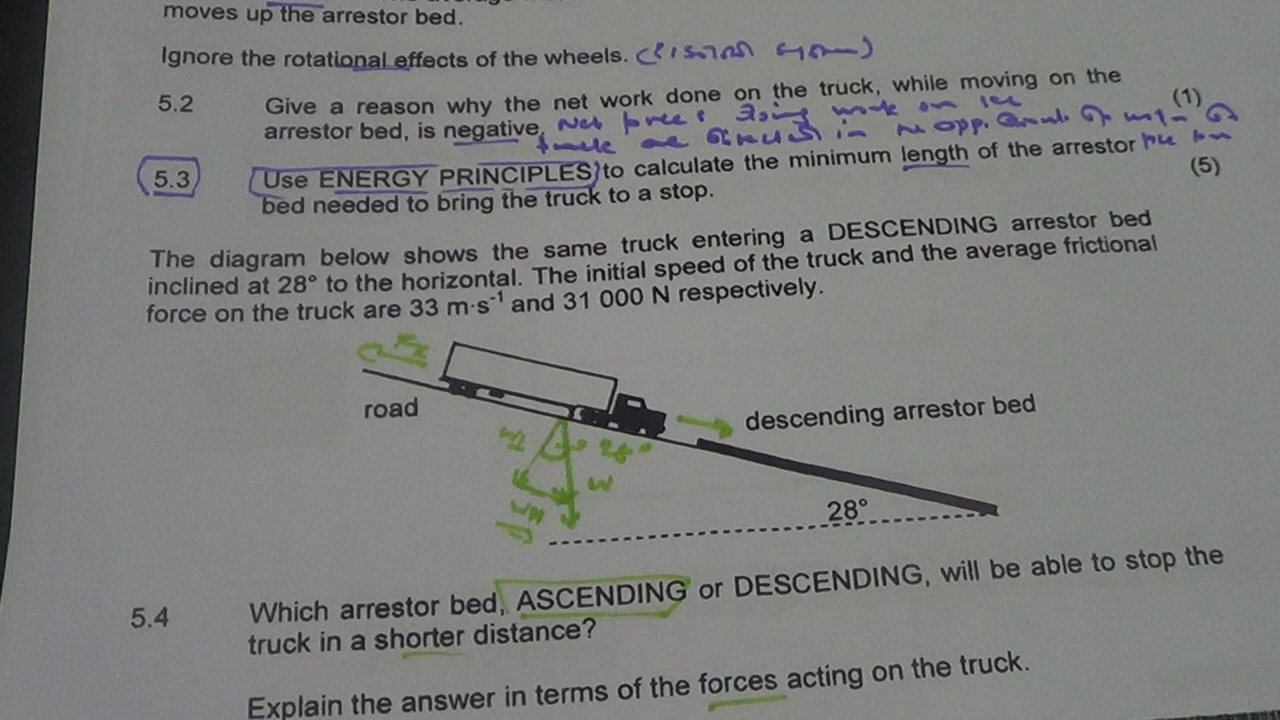 moves up the arrestor bed.
Ignore the rotational effects of the wheels.
5.2 Give a reason why the net work done on the truck, while moving on the
arrestor bed, is negative. (1)
5.3 Use ENERGY PRINCIPLES to calculate the minimum length of the arrestor
bed needed to bring the truck to a stop. (5)
The diagram below shows the same truck entering a DESCENDING arrestor bed
inclined at 28° to the horizontal. The initial speed of the truck and the average frictional
force on the truck are 33 m·s⁻¹ and 31 000 N respectively.
road
descending arrestor bed
28°
W
28°
5.4 Which arrestor bed, ASCENDING or DESCENDING, will be able to stop the
truck in a shorter distance?
Explain the answer in terms of the forces acting on the truck.